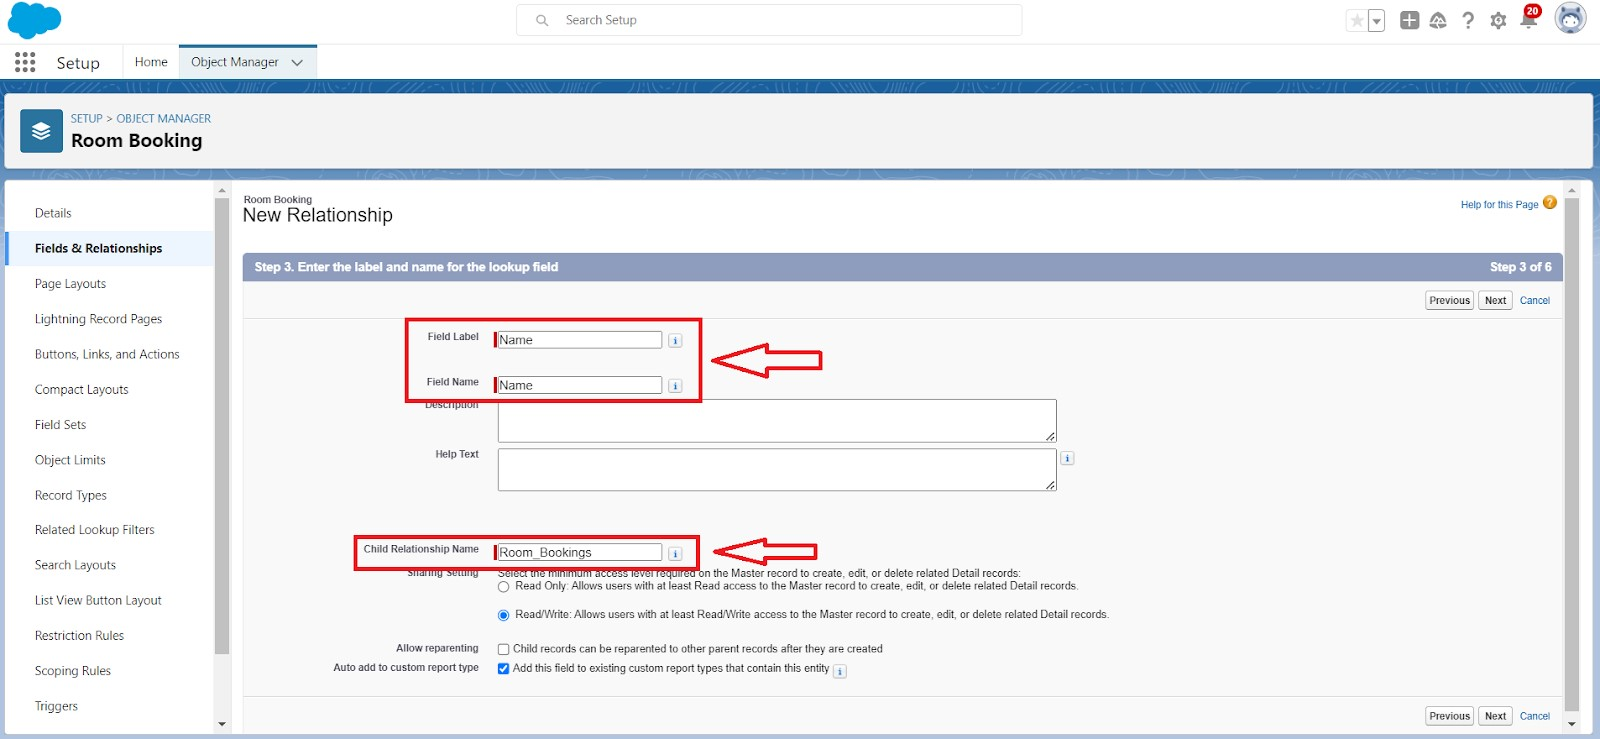 Search Setup
20
Setup
Home
Object Manager
SETUP > OBJECT MANAGER
Room Booking
Details
Fields & Relationships
Page Layouts
Lightning Record Pages
Buttons, Links, and Actions
Compact Layouts
Field Sets
Object Limits
Record Types
Related Lookup Filters
Search Layouts
List View Button Layout
Restriction Rules
Scoping Rules
Triggers
Room Booking
New Relationship
Help for this Page ?
Step 3. Enter the label and name for the lookup field
Step 3 of 6
Previous Next Cancel
Field Label Name i
Field Name Name i
Description
Help Text i
Child Relationship Name Room_Bookings i
Sharing Setting Select the minimum access level required on the Master record to create, edit, or delete related Detail records:
Read Only: Allows users with at least Read access to the Master record to create, edit, or delete related Detail records.
Read/Write: Allows users with at least Read/Write access to the Master record to create, edit, or delete related Detail records.
Allow reparenting Child records can be reparented to other parent records after they are created
Auto add to custom report type Add this field to existing custom report types that contain this entity i
Previous Next Cancel